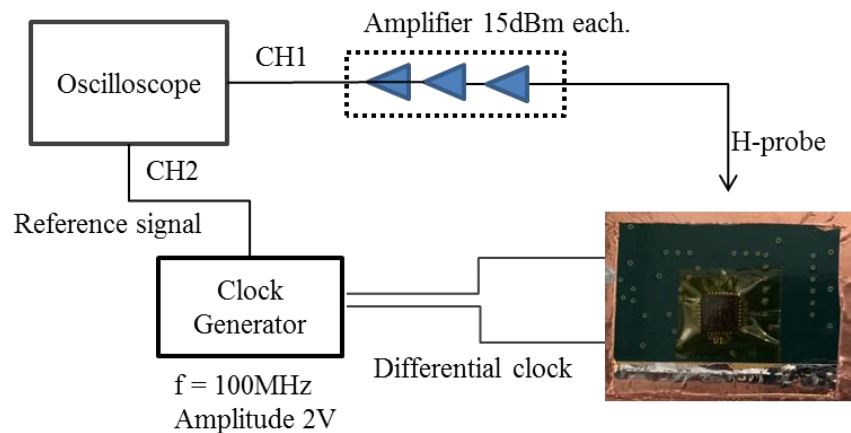 Amplifier 15dBm each.
CH1
Oscilloscope
H-probe
CH2
Reference signal
Clock
Generator
Differential clock
f = 100MHz
Amplitude 2V